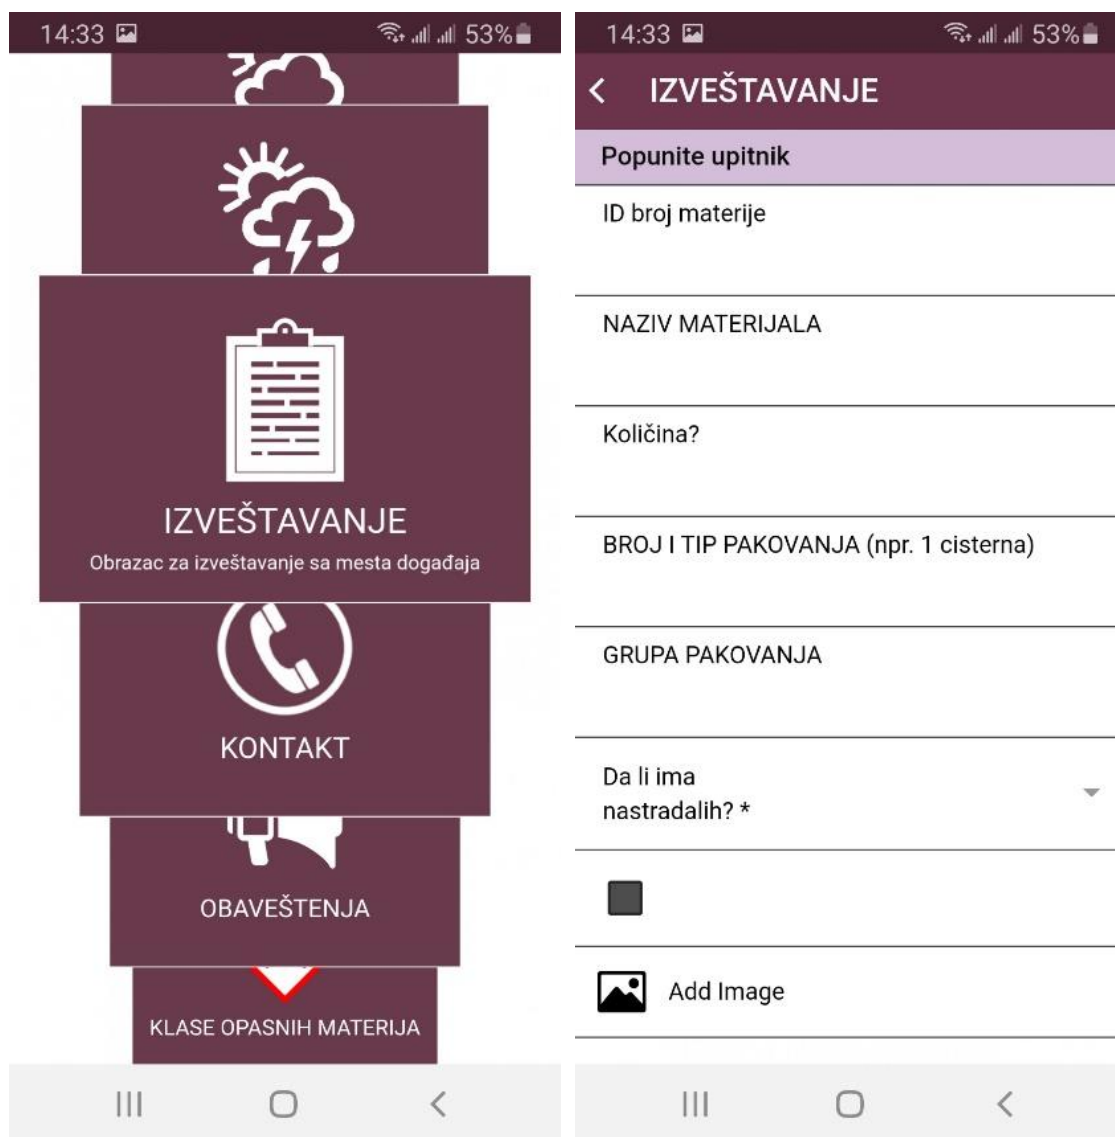 14:33
53%
IZVEŠTAVANJE
Obrazac za izveštavanje sa mesta događaja
KONTAKT
OBAVEŠTENJA
KLASE OPASNIH MATERIJA
14:33
53%
IZVEŠTAVANJE
Popunite upitnik
ID broj materije
NAZIV MATERIJALA
Količina?
BROJ I TIP PAKOVANJA (npr. 1 cisterna)
GRUPA PAKOVANJA
Da li ima
nastradalih? *
Add Image